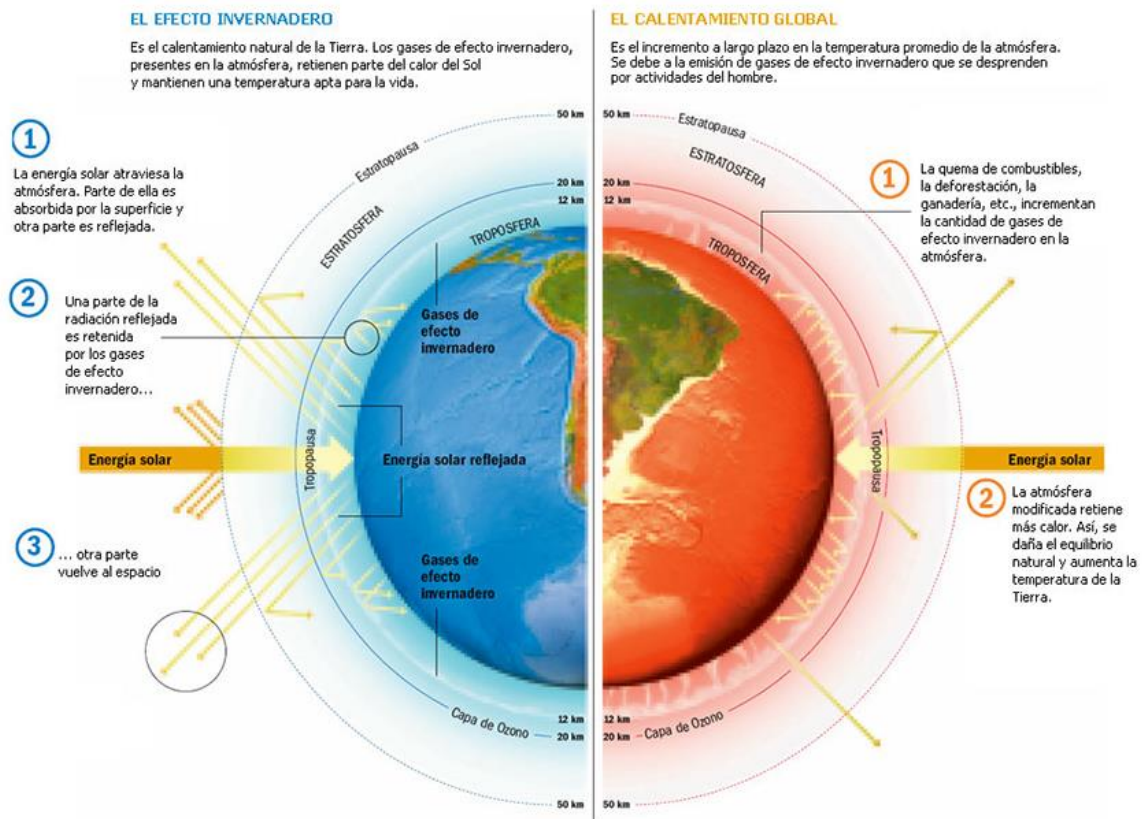 EL EFECTO INVERNADERO
Es el calentamiento natural de la Tierra. Los gases de efecto invernadero,
presentes en la atmósfera, retienen parte del calor del Sol
y mantienen una temperatura apta para la vida.
1
La energía solar atraviesa la
atmósfera. Parte de ella es
absorbida por la superficie y
otra parte es reflejada.
2
Una parte de la
radiación reflejada
es retenida
por los gases
de efecto
invernadero...
Energía solar
3
... otra parte
vuelve al espacio
50 km
Estratopausa
20 km
ESTRATOSFERA
12 km
TROPOSFERA
Gases de
efecto
invernadero
Tropopausa
Energía solar reflejada
Gases de
efecto
invernadero
12 km
Capa de Ozono
20 km
50 km
EL CALENTAMIENTO GLOBAL
Es el incremento a largo plazo en la temperatura promedio de la atmósfera.
Se debe a la emisión de gases de efecto invernadero que se desprenden
por actividades del hombre.
50 km
Estratopausa
ESTRATOSFERA
20 km
12 km
TROPOSFERA
1
La quema de combustibles,
la deforestación, la
ganadería, etc., incrementan
la cantidad de gases de
efecto invernadero en la
atmósfera.
Tropopausa
Energía solar
2
La atmósfera
modificada retiene
más calor. Así, se
daña el equilibrio
natural y aumenta la
temperatura de la
Tierra.
12 km
20 km
Capa de Ozono
50 km